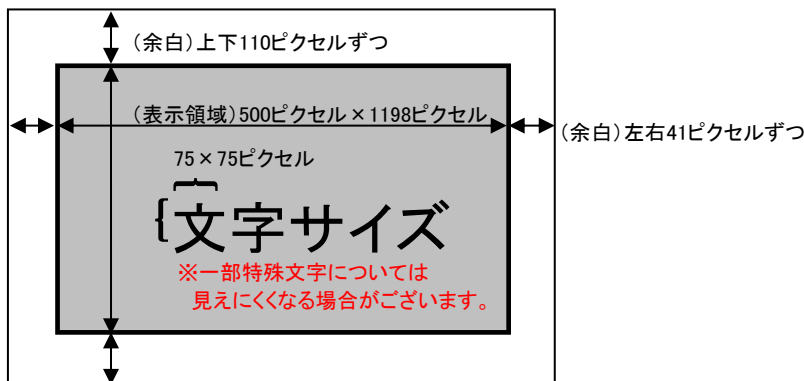 (余白)上下110ピクセルずつ
(表示領域)500ピクセル×1198ピクセル
(余白)左右41ピクセルずつ
75×75ピクセル
文字サイズ
※一部特殊文字については
見えにくくなる場合がございます。